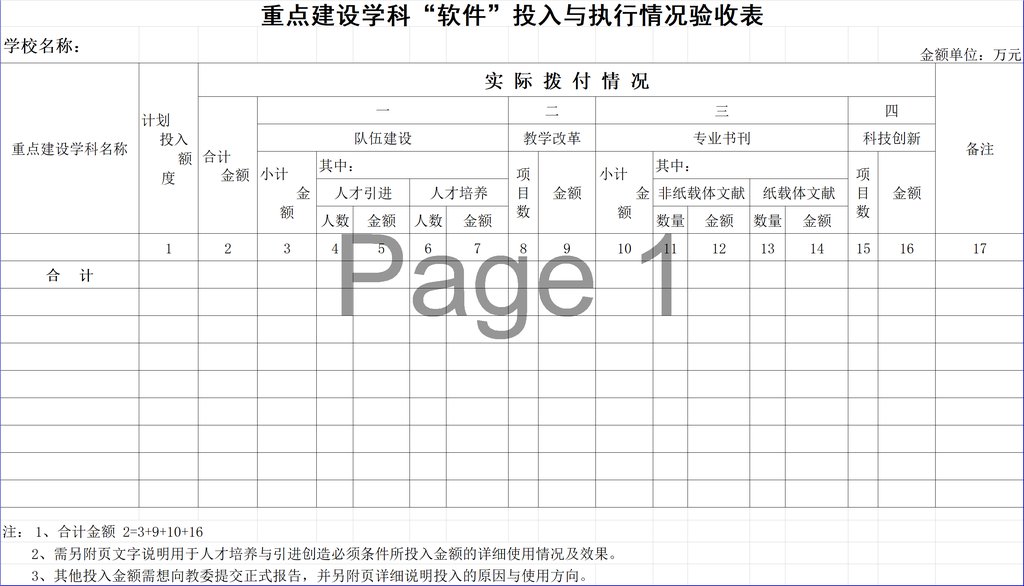 重点建设学科“软件”投入与执行情况验收表
学校名称：
金额单位：万元
重点建设学科名称
计划
投入
额
度
实 际 拨 付 情 况
备注
合计
金额
一
二
三
四
队伍建设
教学改革
专业书刊
科技创新
小计
金
额
其中：
项
目
数
金额
小计
金
额
其中：
项
目
数
金额
人才引进
人才培养
非纸载体文献
纸载体文献
人数
金额
人数
金额
数量
金额
数量
金额
1 2 3 4 5 6 7 8 9 10 11 12 13 14 15 16 17
合 计
Page 1
注： 1、合计金额 2=3+9+10+16
2、需另附页文字说明用于人才培养与引进创造必须条件所投入金额的详细使用情况及效果。
3、其他投入金额需想向教委提交正式报告，并另附页详细说明投入的原因与使用方向。